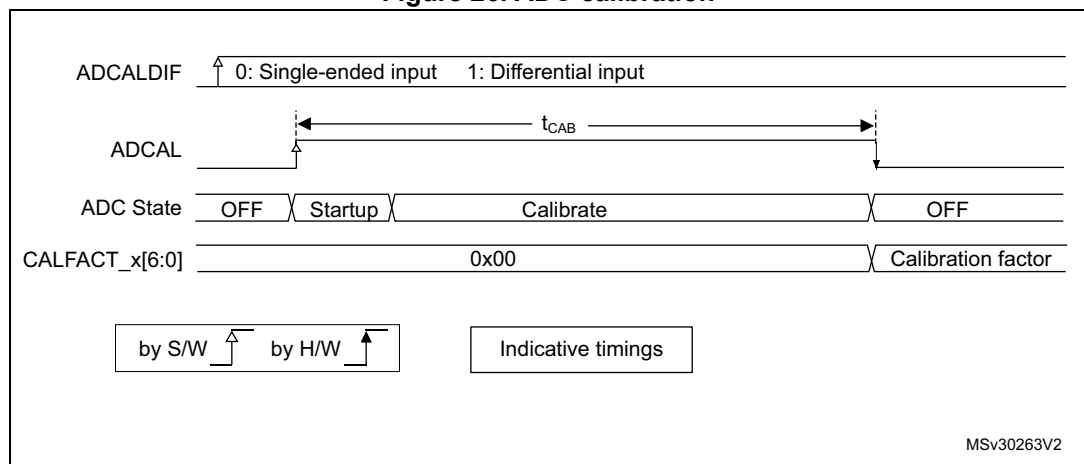 ADCALDIF 0: Single-ended input 1: Differential input
tCAB
ADCAL
ADC State OFF Startup Calibrate OFF
CALFACT_x[6:0] 0x00 Calibration factor
by S/W by H/W Indicative timings
MSv30263V2